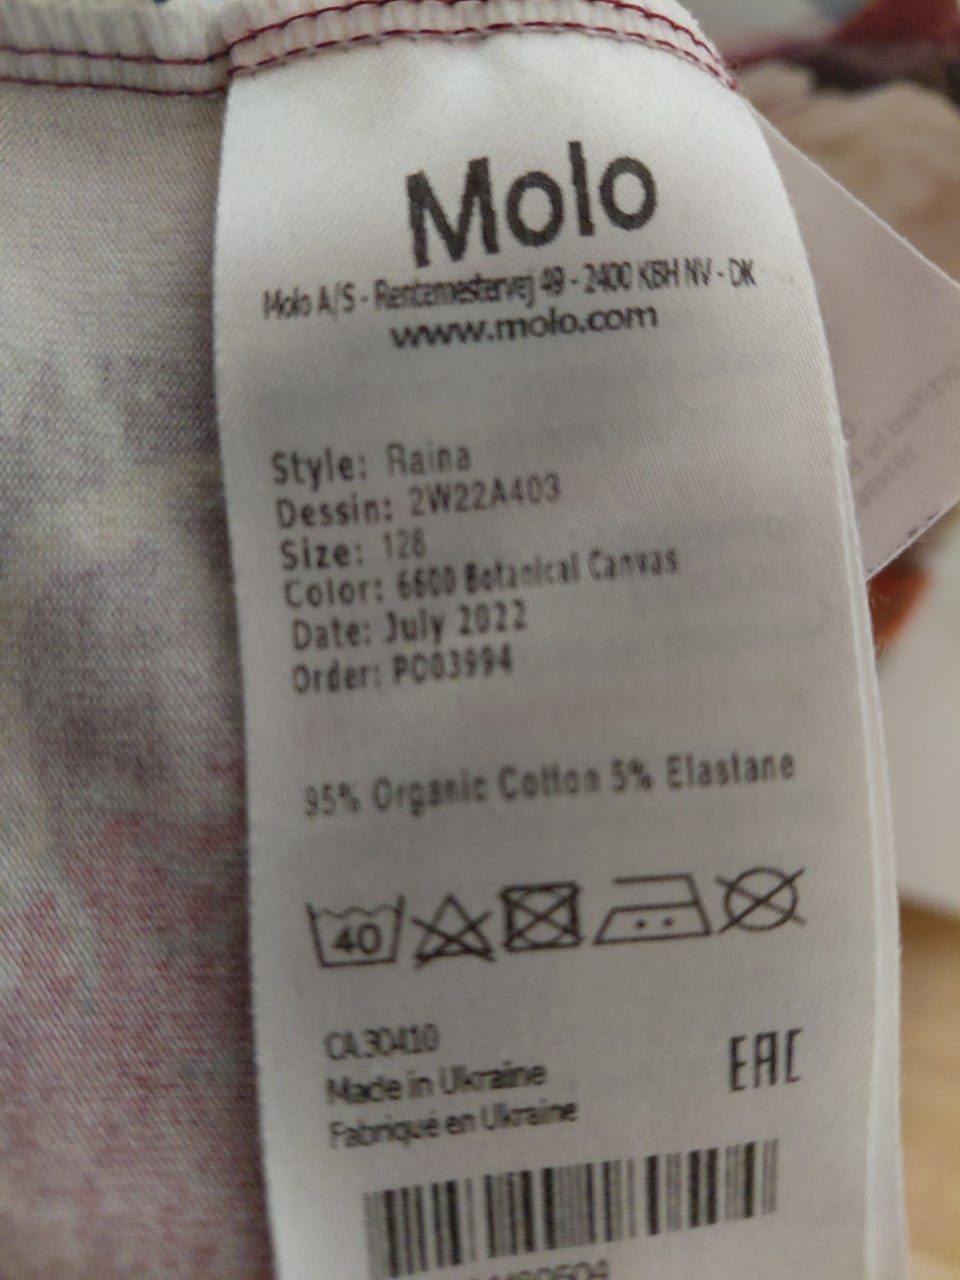 Molo
Molo A/S - Rentemestervej 49 - 2400 KBH NV - DK
www.molo.com
Style: Raina
Dessin: 2W22A403
Size: 128
Color: 6600 Botanical Canvas
Date: July 2022
Order: PO03994
95% Organic Cotton 5% Elastane
40
CA30410
Made in Ukraine
Fabriqué en Ukraine
EAC